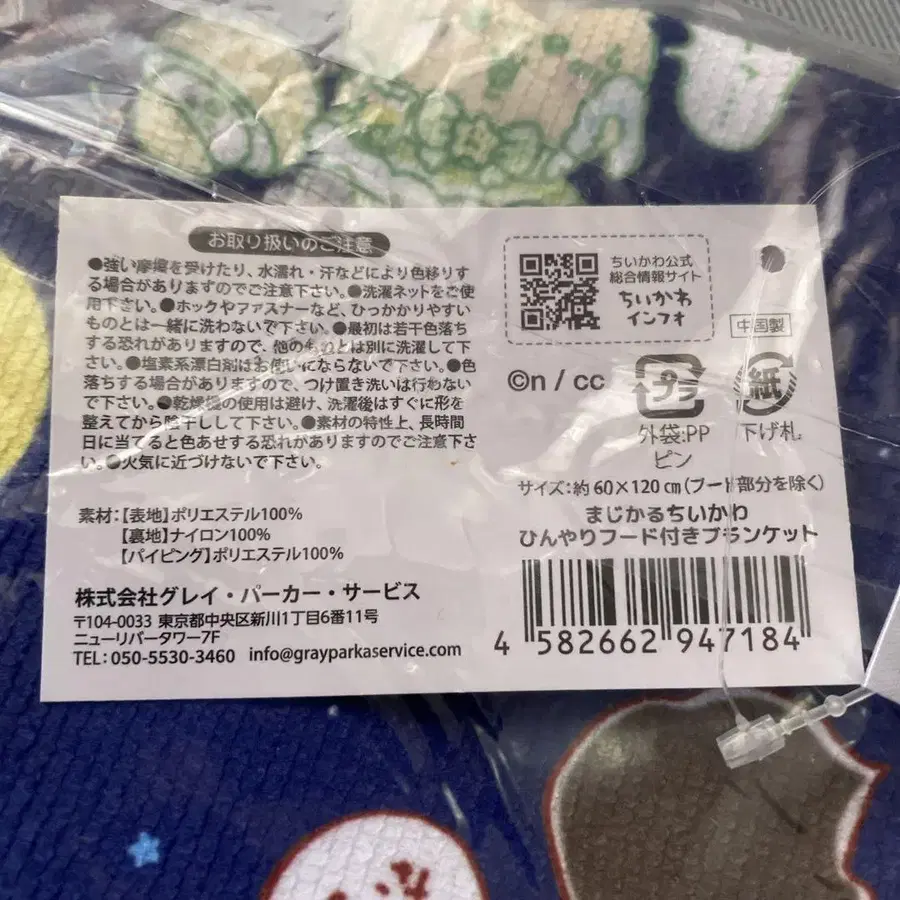 お取り扱いのご注意
●強い摩擦を受けたり、水濡れ・汗などにより色移りす
る場合がありますのでご注意下さい。●洗濯ネットをご使
用下さい。●ホックやファスナーなど、ひっかかりやすい
ものとは一緒に洗わないで下さい。●最初は若干色落ち
する恐れがありますので、他のものとは別に洗濯して下
さい。●塩素系漂白剤はお使いにならないで下さい。●色
落ちする場合がありますので、つけ置き洗いは行わない
で下さい。●乾燥機の使用は避け、洗濯後はすぐに形を
整えてから陰干しして下さい。●素材の特性上、長時間
日に当てると色あせする恐れがありますのでご注意下さ
い。●火気に近づけないで下さい。
素材:【表地】ポリエステル100%
【裏地】ナイロン100%
【パイピング】ポリエステル100%
株式会社グレイ・パーカー・サービス
〒104-0033 東京都中央区新川1丁目6番11号
ニューリバータワー7F
TEL: 050-5530-3460 info@grayparkaservice.com
ちいかわ公式
総合情報サイト
ちいかわ
インフォ
中国製
©n / cc
プラ
紙
外袋:PP
ピン
下げ札
サイズ:約60×120㎝(フード部分を除く)
まじかるちいかわ
ひんやりフード付きブランケット
4 582662 947184